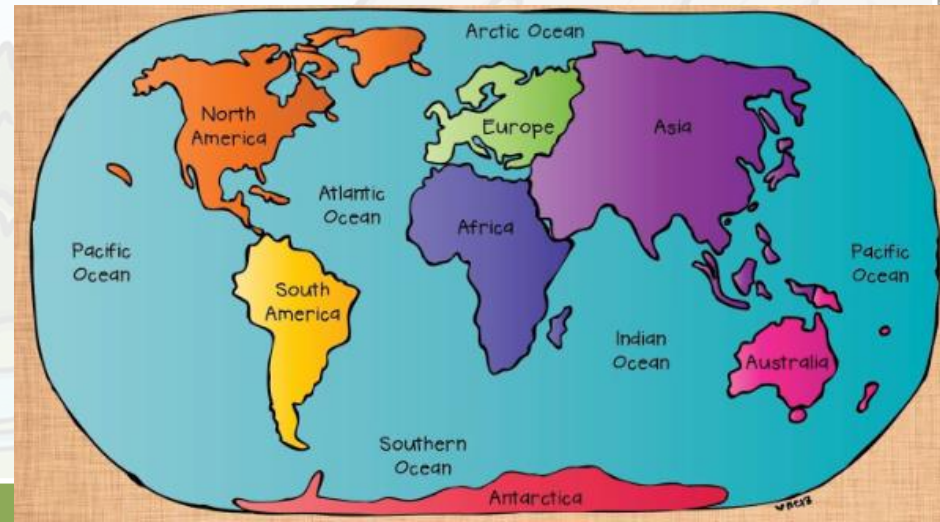 Arctic Ocean
North
America
Europe
Asia
Atlantic
Ocean
Africa
Pacific
Ocean
Pacific
Ocean
South
America
Indian
Ocean
Australia
Southern
Ocean
Antarctica